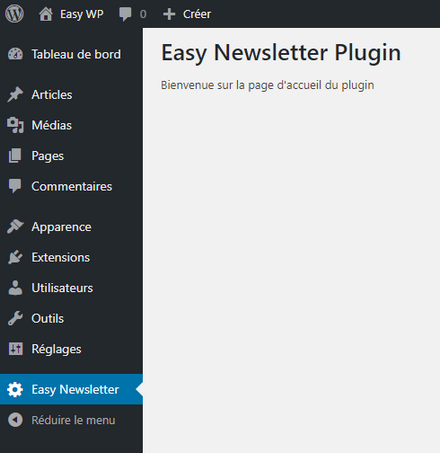 Easy WP 0 Créer
Easy Newsletter Plugin
Bienvenue sur la page d'accueil du plugin
Tableau de bord
Articles
Médias
Pages
Commentaires
Apparence
Extensions
Utilisateurs
Outils
Réglages
Easy Newsletter
Réduire le menu